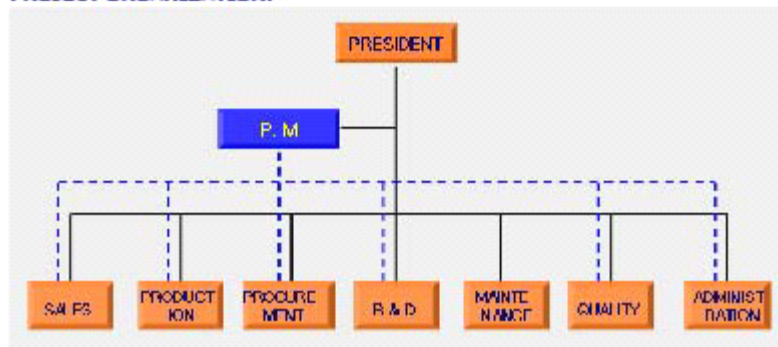 PRESIDENT
P. M
SALES
PRODUCT
ION
PROCURE
MENT
R & D
MAINTE
NANCE
QUALITY
ADMINIST
RATION